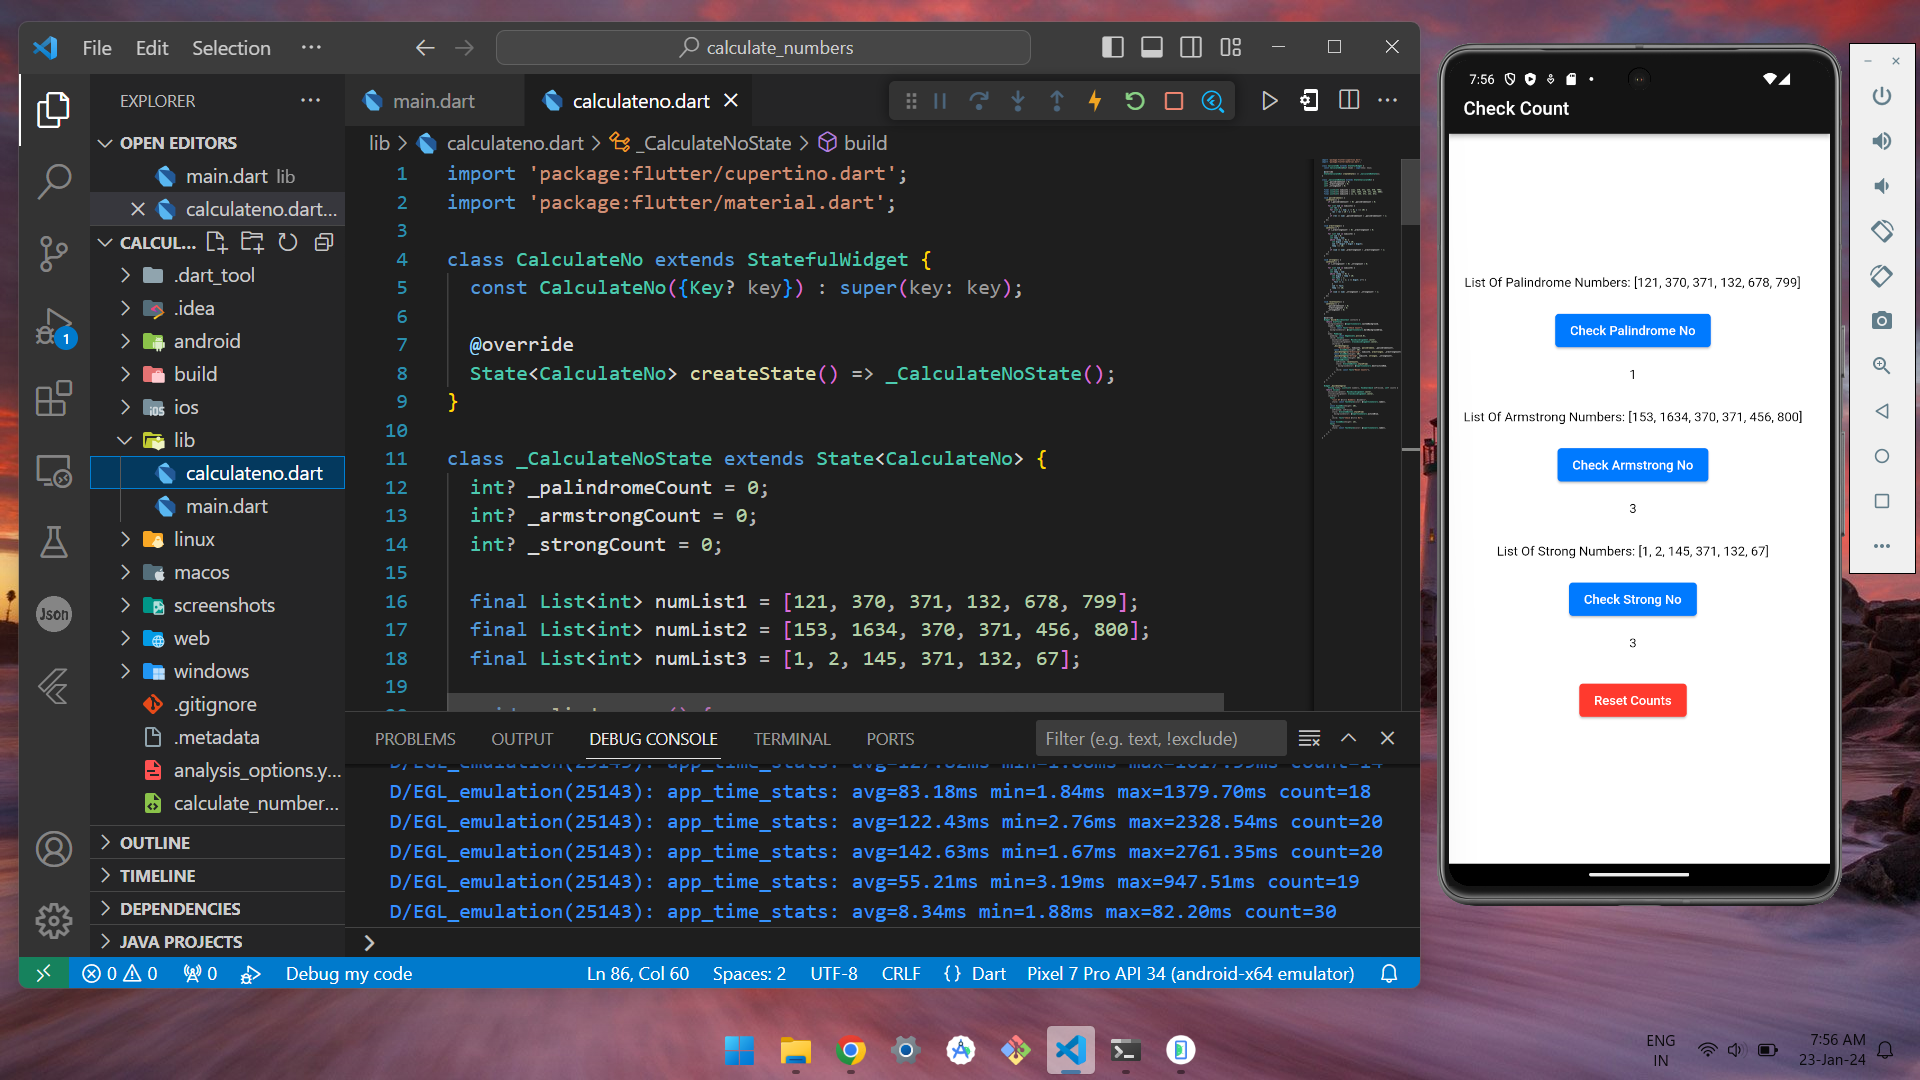 File Edit Selection ···
calculate_numbers
EXPLORER
OPEN EDITORS
main.dart lib
calculateno.dart...
CALCUL...
.dart_tool
.idea
android
build
ios
lib
calculateno.dart
main.dart
linux
macos
screenshots
web
windows
.gitignore
.metadata
analysis_options.y...
calculate_number...
OUTLINE
TIMELINE
DEPENDENCIES
JAVA PROJECTS
1
Json
main.dart
calculateno.dart
lib > calculateno.dart > _CalculateNoState > build
1 import 'package:flutter/cupertino.dart';
2 import 'package:flutter/material.dart';
3
4 class CalculateNo extends StatefulWidget {
5 const CalculateNo({Key? key}) : super(key: key);
6
7 @override
8 State<CalculateNo> createState() => _CalculateNoState();
9 }
10
11 class _CalculateNoState extends State<CalculateNo> {
12 int? _palindromeCount = 0;
13 int? _armstrongCount = 0;
14 int? _strongCount = 0;
15
16 final List<int> numList1 = [121, 370, 371, 132, 678, 799];
17 final List<int> numList2 = [153, 1634, 370, 371, 456, 800];
18 final List<int> numList3 = [1, 2, 145, 371, 132, 67];
19
PROBLEMS OUTPUT DEBUG CONSOLE TERMINAL PORTS
Filter (e.g. text, !exclude)
D/EGL_emulation(25143): app_time_stats: avg=83.18ms min=1.84ms max=1379.70ms count=18
D/EGL_emulation(25143): app_time_stats: avg=122.43ms min=2.76ms max=2328.54ms count=20
D/EGL_emulation(25143): app_time_stats: avg=142.63ms min=1.67ms max=2761.35ms count=20
D/EGL_emulation(25143): app_time_stats: avg=55.21ms min=3.19ms max=947.51ms count=19
D/EGL_emulation(25143): app_time_stats: avg=8.34ms min=1.88ms max=82.20ms count=30
0 0 0 Debug my code Ln 86, Col 60 Spaces: 2 UTF-8 CRLF {} Dart Pixel 7 Pro API 34 (android-x64 emulator)
7:56
Check Count
List Of Palindrome Numbers: [121, 370, 371, 132, 678, 799]
Check Palindrome No
1
List Of Armstrong Numbers: [153, 1634, 370, 371, 456, 800]
Check Armstrong No
3
List Of Strong Numbers: [1, 2, 145, 371, 132, 67]
Check Strong No
3
Reset Counts
ENG
IN
7:56 AM
23-Jan-24